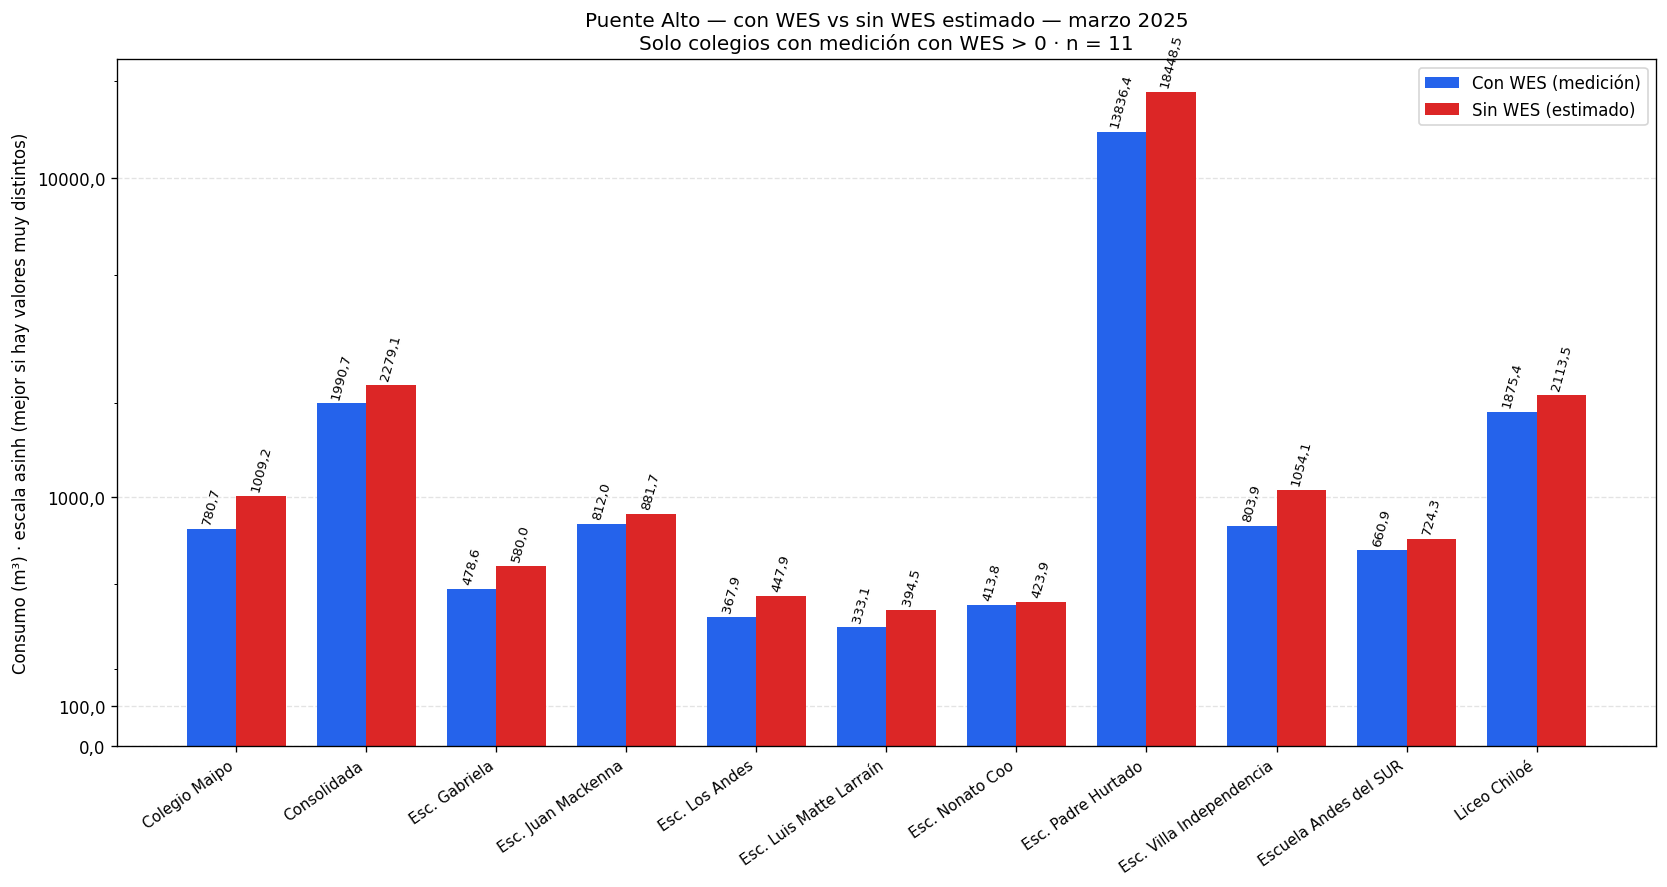 Puente Alto — con WES vs sin WES estimado — marzo 2025
Solo colegios con medición con WES > 0 · n = 11
Con WES (medición)
Sin WES (estimado)
Consumo (m³) · escala asinh (mejor si hay valores muy distintos)
10000,0
1000,0
100,0
0,0
780,7
1009,2
1990,7
2279,1
478,6
580,0
812,0
881,7
367,9
447,9
333,1
394,5
413,8
423,9
13836,4
18448,5
803,9
1054,1
660,9
724,3
1875,4
2113,5
Colegio Maipo
Consolidada
Esc. Gabriela
Esc. Juan Mackenna
Esc. Los Andes
Esc. Luis Matte Larraín
Esc. Nonato Coo
Esc. Padre Hurtado
Esc. Villa Independencia
Escuela Andes del SUR
Liceo Chiloé